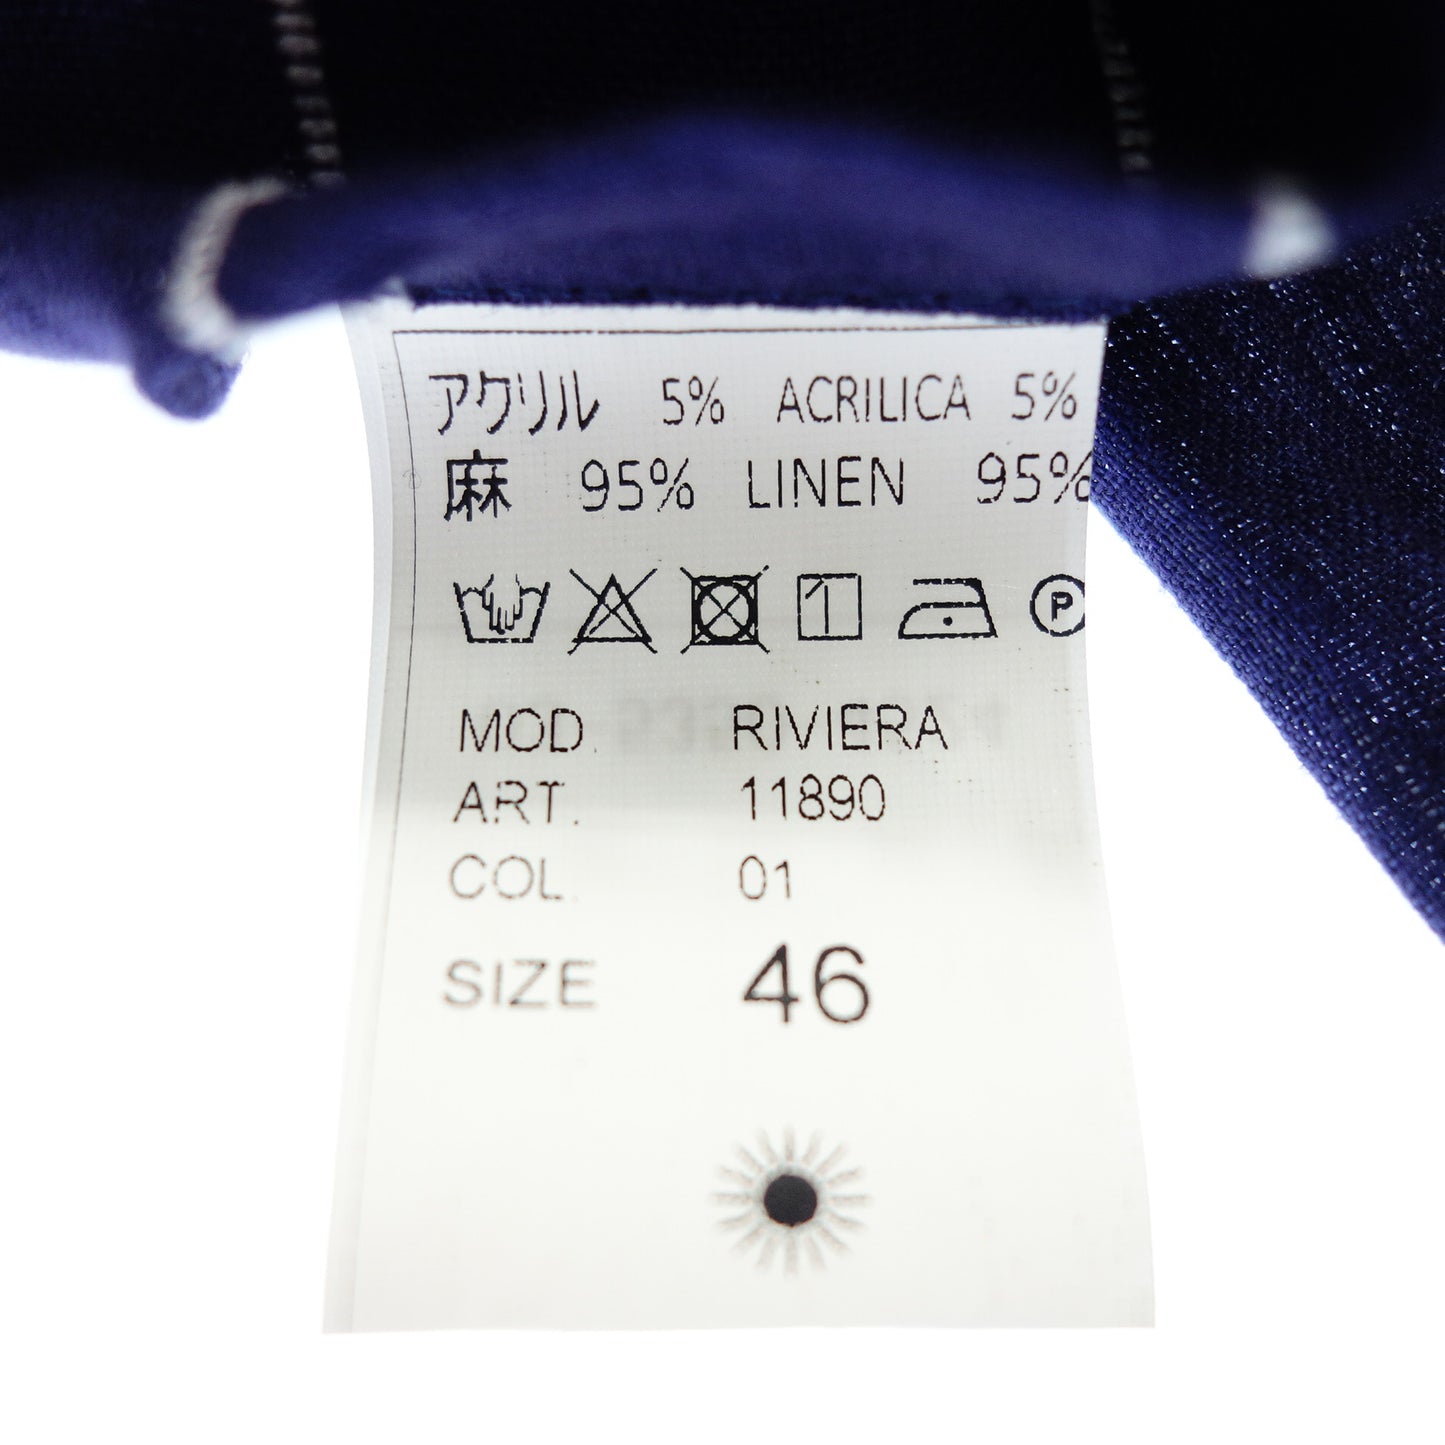 アクリル 5% ACRILICA 5%
麻 95% LINEN 95%
P
MOD. RIVIERA
ART. 11890
COL. 01
SIZE 46